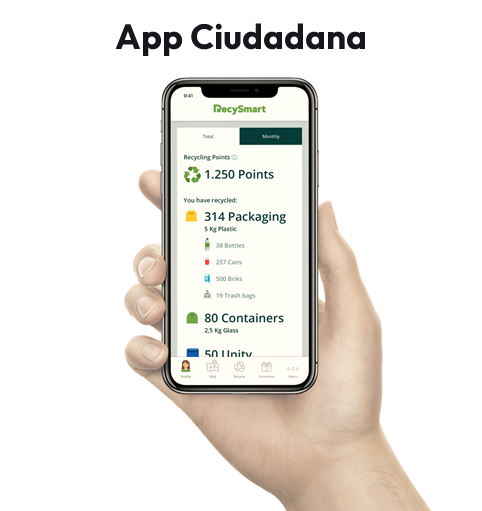 App Ciudadana
9:41
RecySmart
Total
Monthly
Recycling Points ⓘ
1.250 Points
You have recycled:
314 Packaging
5 Kg Plastic
38 Bottles
257 Cans
500 Briks
19 Trash bags
80 Containers
2,5 Kg Glass
50 Unity
Profile
Map
Recycle
Incentives
Menu